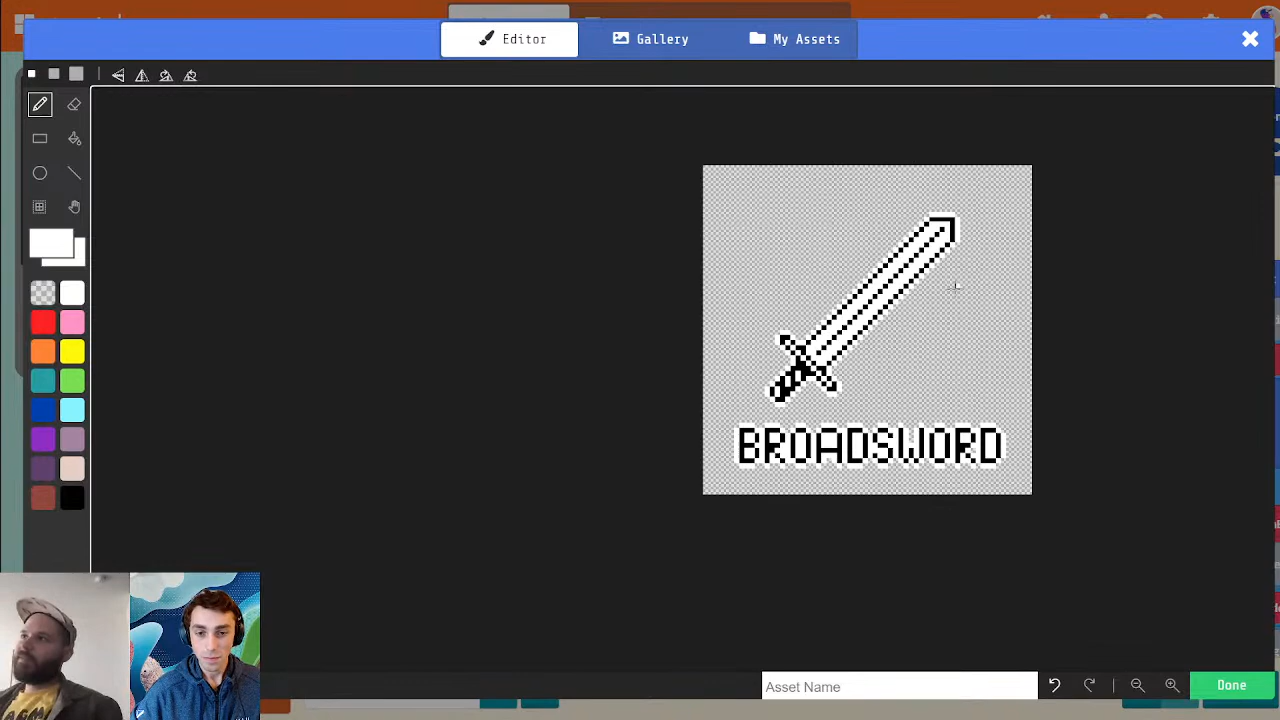 Editor
Gallery
My Assets
BROADSWORD
Asset Name
Done